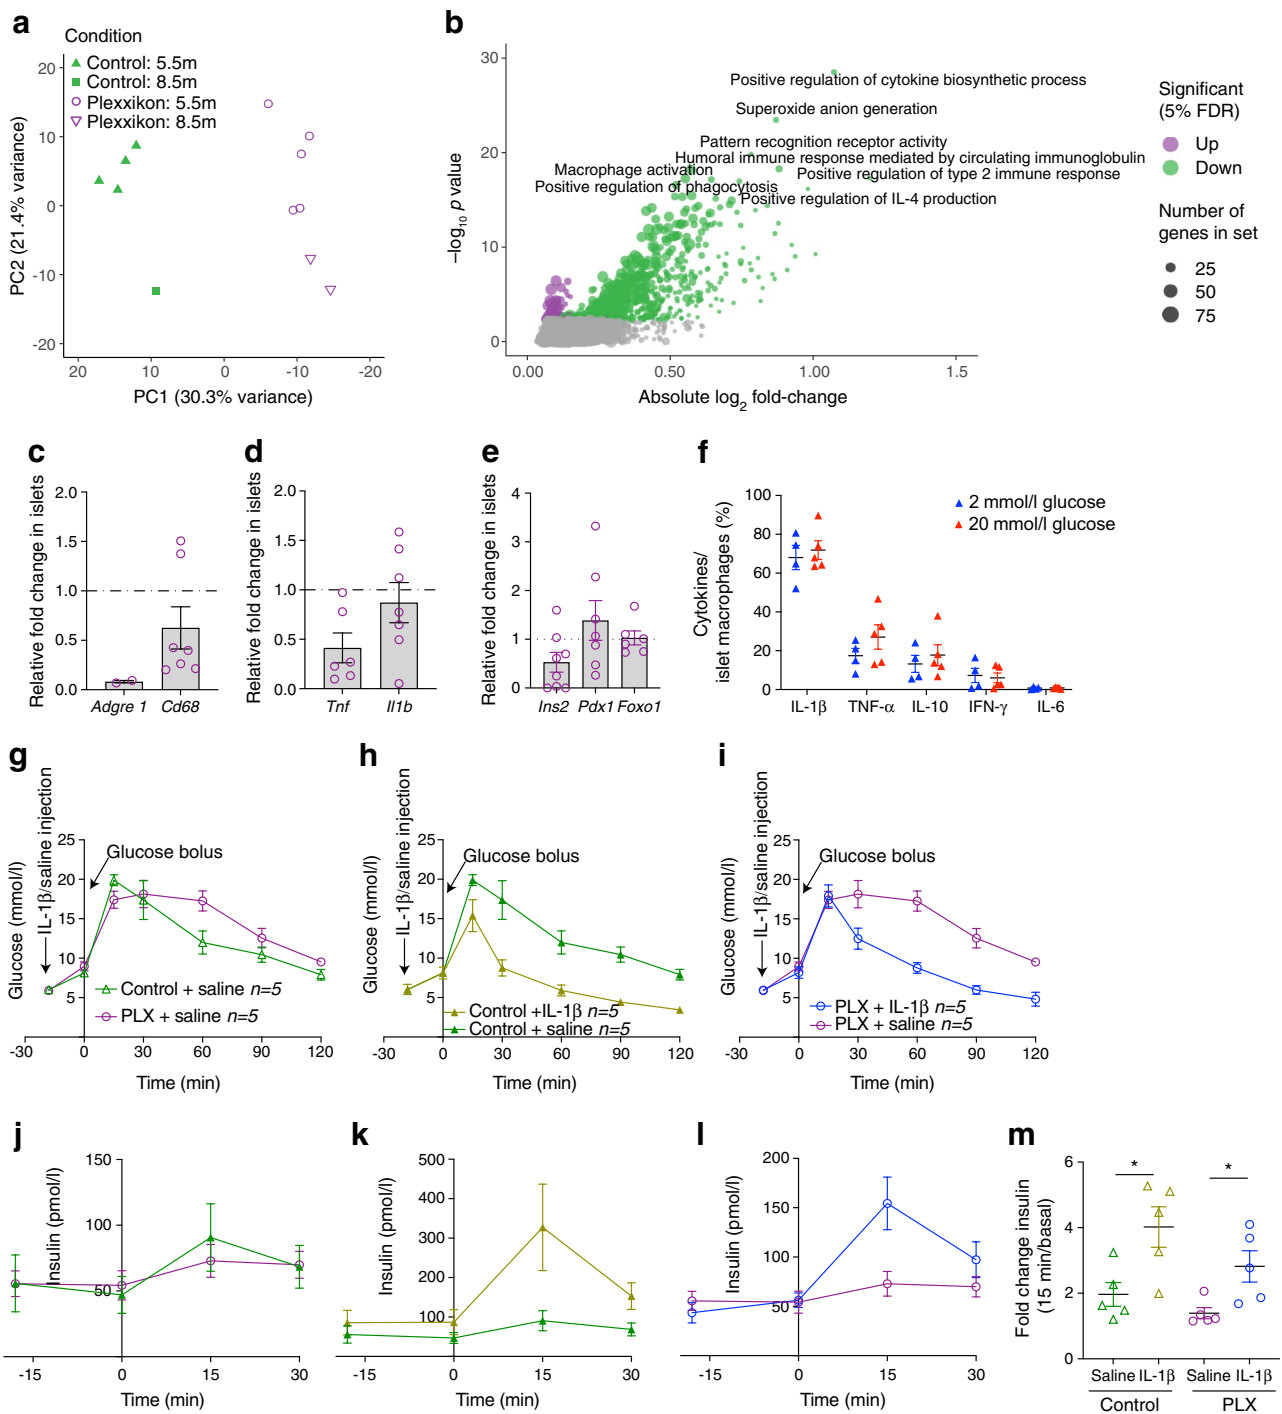 a
Condition
Control: 5.5m
Control: 8.5m
Plexxikon: 5.5m
Plexxikon: 8.5m
20
10
0
-10
-20
PC2 (21.4% variance)
20
10
0
-10
-20
PC1 (30.3% variance)
b
30
20
10
0
–log10 p value
Positive regulation of cytokine biosynthetic process
Superoxide anion generation
Pattern recognition receptor activity
Humoral immune response mediated by circulating immunoglobulin
Macrophage activation
Positive regulation of type 2 immune response
Positive regulation of phagocytosis
Positive regulation of IL-4 production
0.00
0.50
1.00
1.5
Absolute log2 fold-change
Significant
(5% FDR)
Up
Down
Number of
genes in set
25
50
75
c
Relative fold change in islets
2.0
1.5
1.0
0.5
0.0
Adgre 1
Cd68
d
Relative fold change in islets
2.0
1.5
1.0
0.5
0.0
Tnf
Il1b
e
Relative fold change in islets
4
3
2
1
0
Ins2
Pdx1
Foxo1
f
Cytokines/
islet macrophages (%)
100
80
60
40
20
0
2 mmol/l glucose
20 mmol/l glucose
IL-1β
TNF-α
IL-10
IFN-γ
IL-6
g
Glucose (mmol/l)
IL-1β/saline injection
Glucose bolus
25
20
15
10
5
Control + saline n=5
PLX + saline n=5
-30
0
30
60
90
120
Time (min)
h
Glucose (mmol/l)
IL-1β/saline injection
Glucose bolus
25
20
15
10
5
Control +IL-1β n=5
Control + saline n=5
-30
0
30
60
90
120
Time (min)
i
Glucose (mmol/l)
IL-1β/saline injection
Glucose bolus
25
20
15
10
5
PLX + IL-1β n=5
PLX + saline n=5
-30
0
30
60
90
120
Time (min)
j
Insulin (pmol/l)
150
100
50
-15
0
15
30
Time (min)
k
Insulin (pmol/l)
500
400
300
200
100
-15
0
15
30
Time (min)
l
Insulin (pmol/l)
200
150
100
50
-15
0
15
30
Time (min)
m
Fold change insulin
(15 min/basal)
6
4
2
0
*
*
Saline IL-1β
Saline IL-1β
Control
PLX